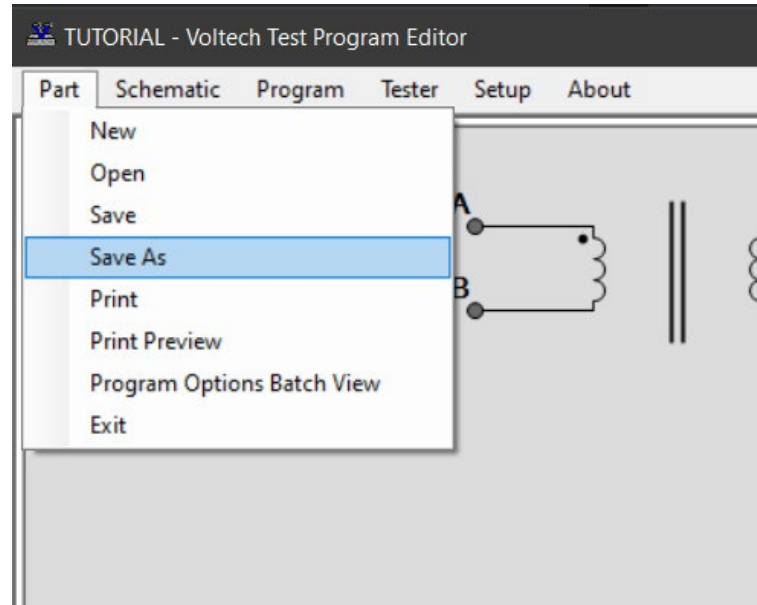 TUTORIAL - Voltech Test Program Editor
Part Schematic Program Tester Setup About
New
Open
Save
Save As
Print
Print Preview
Program Options Batch View
Exit
A
B